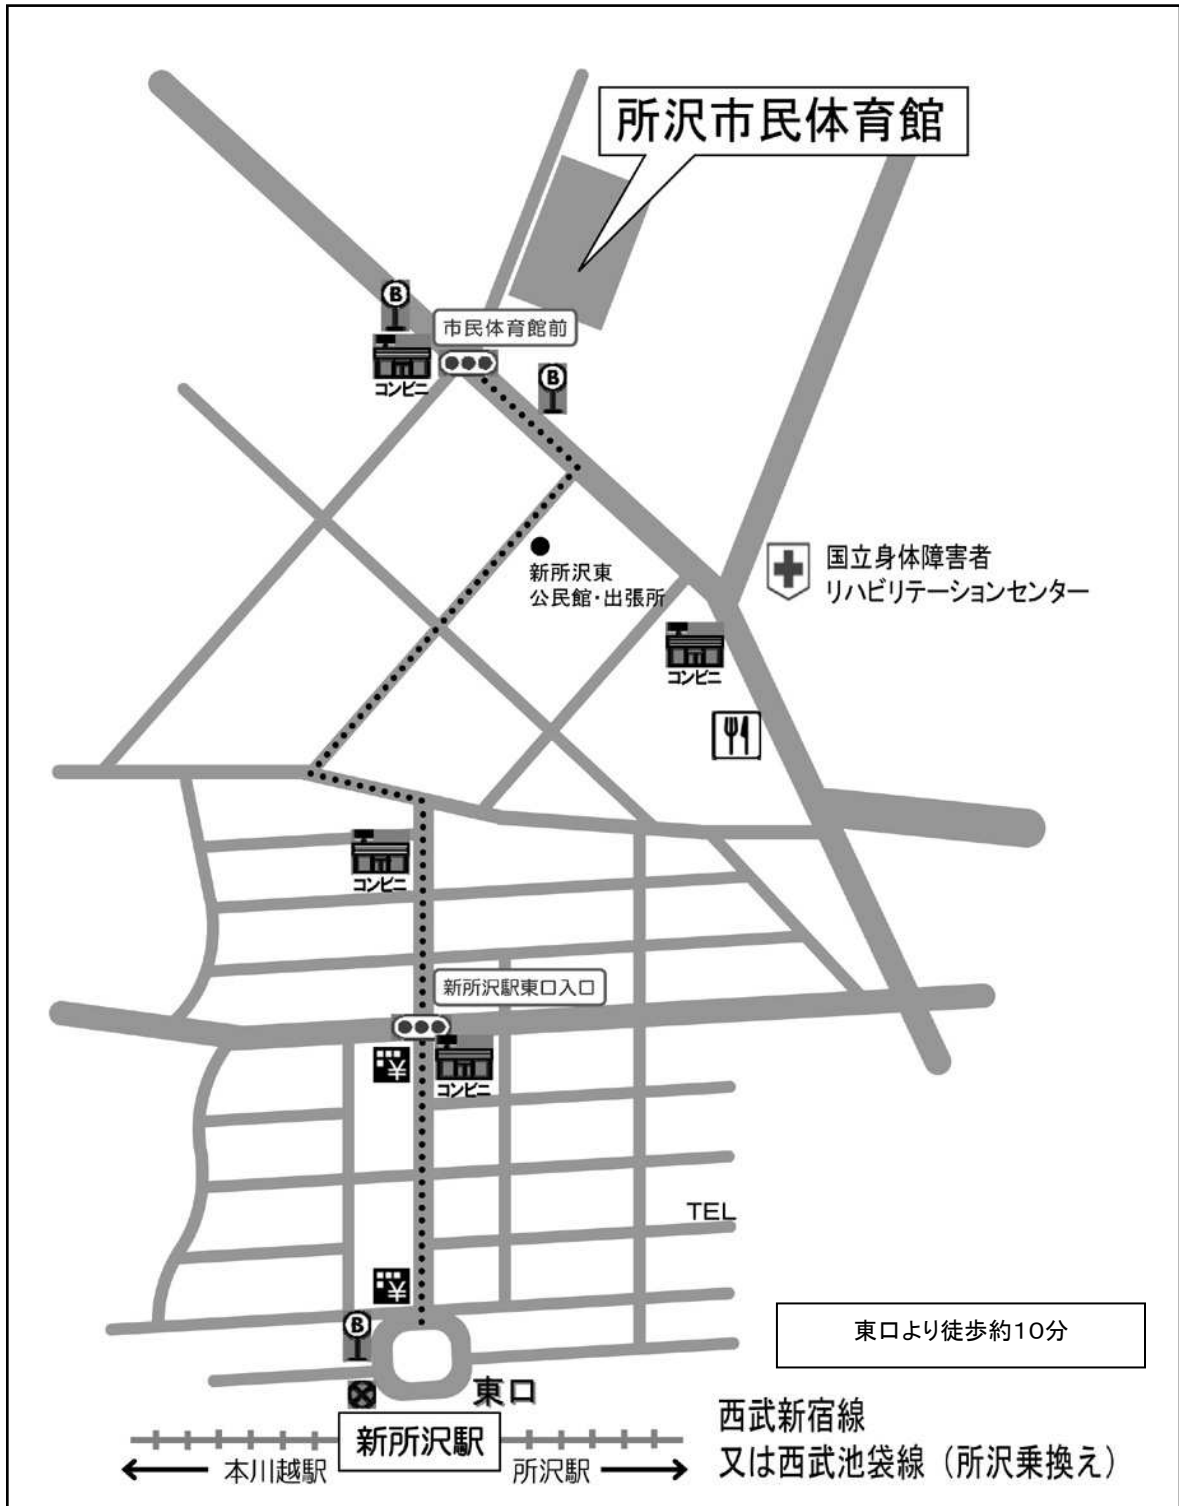 所沢市民体育館
B
市民体育館前
B
コンビニ
新所沢東
公民館・出張所
国立身体障害者
リハビリテーションセンター
コンビニ
コンビニ
新所沢駅東口入口
¥
コンビニ
TEL
¥
B
東口より徒歩約10分
東口
新所沢駅
本川越駅
所沢駅
西武新宿線
又は西武池袋線（所沢乗換え）